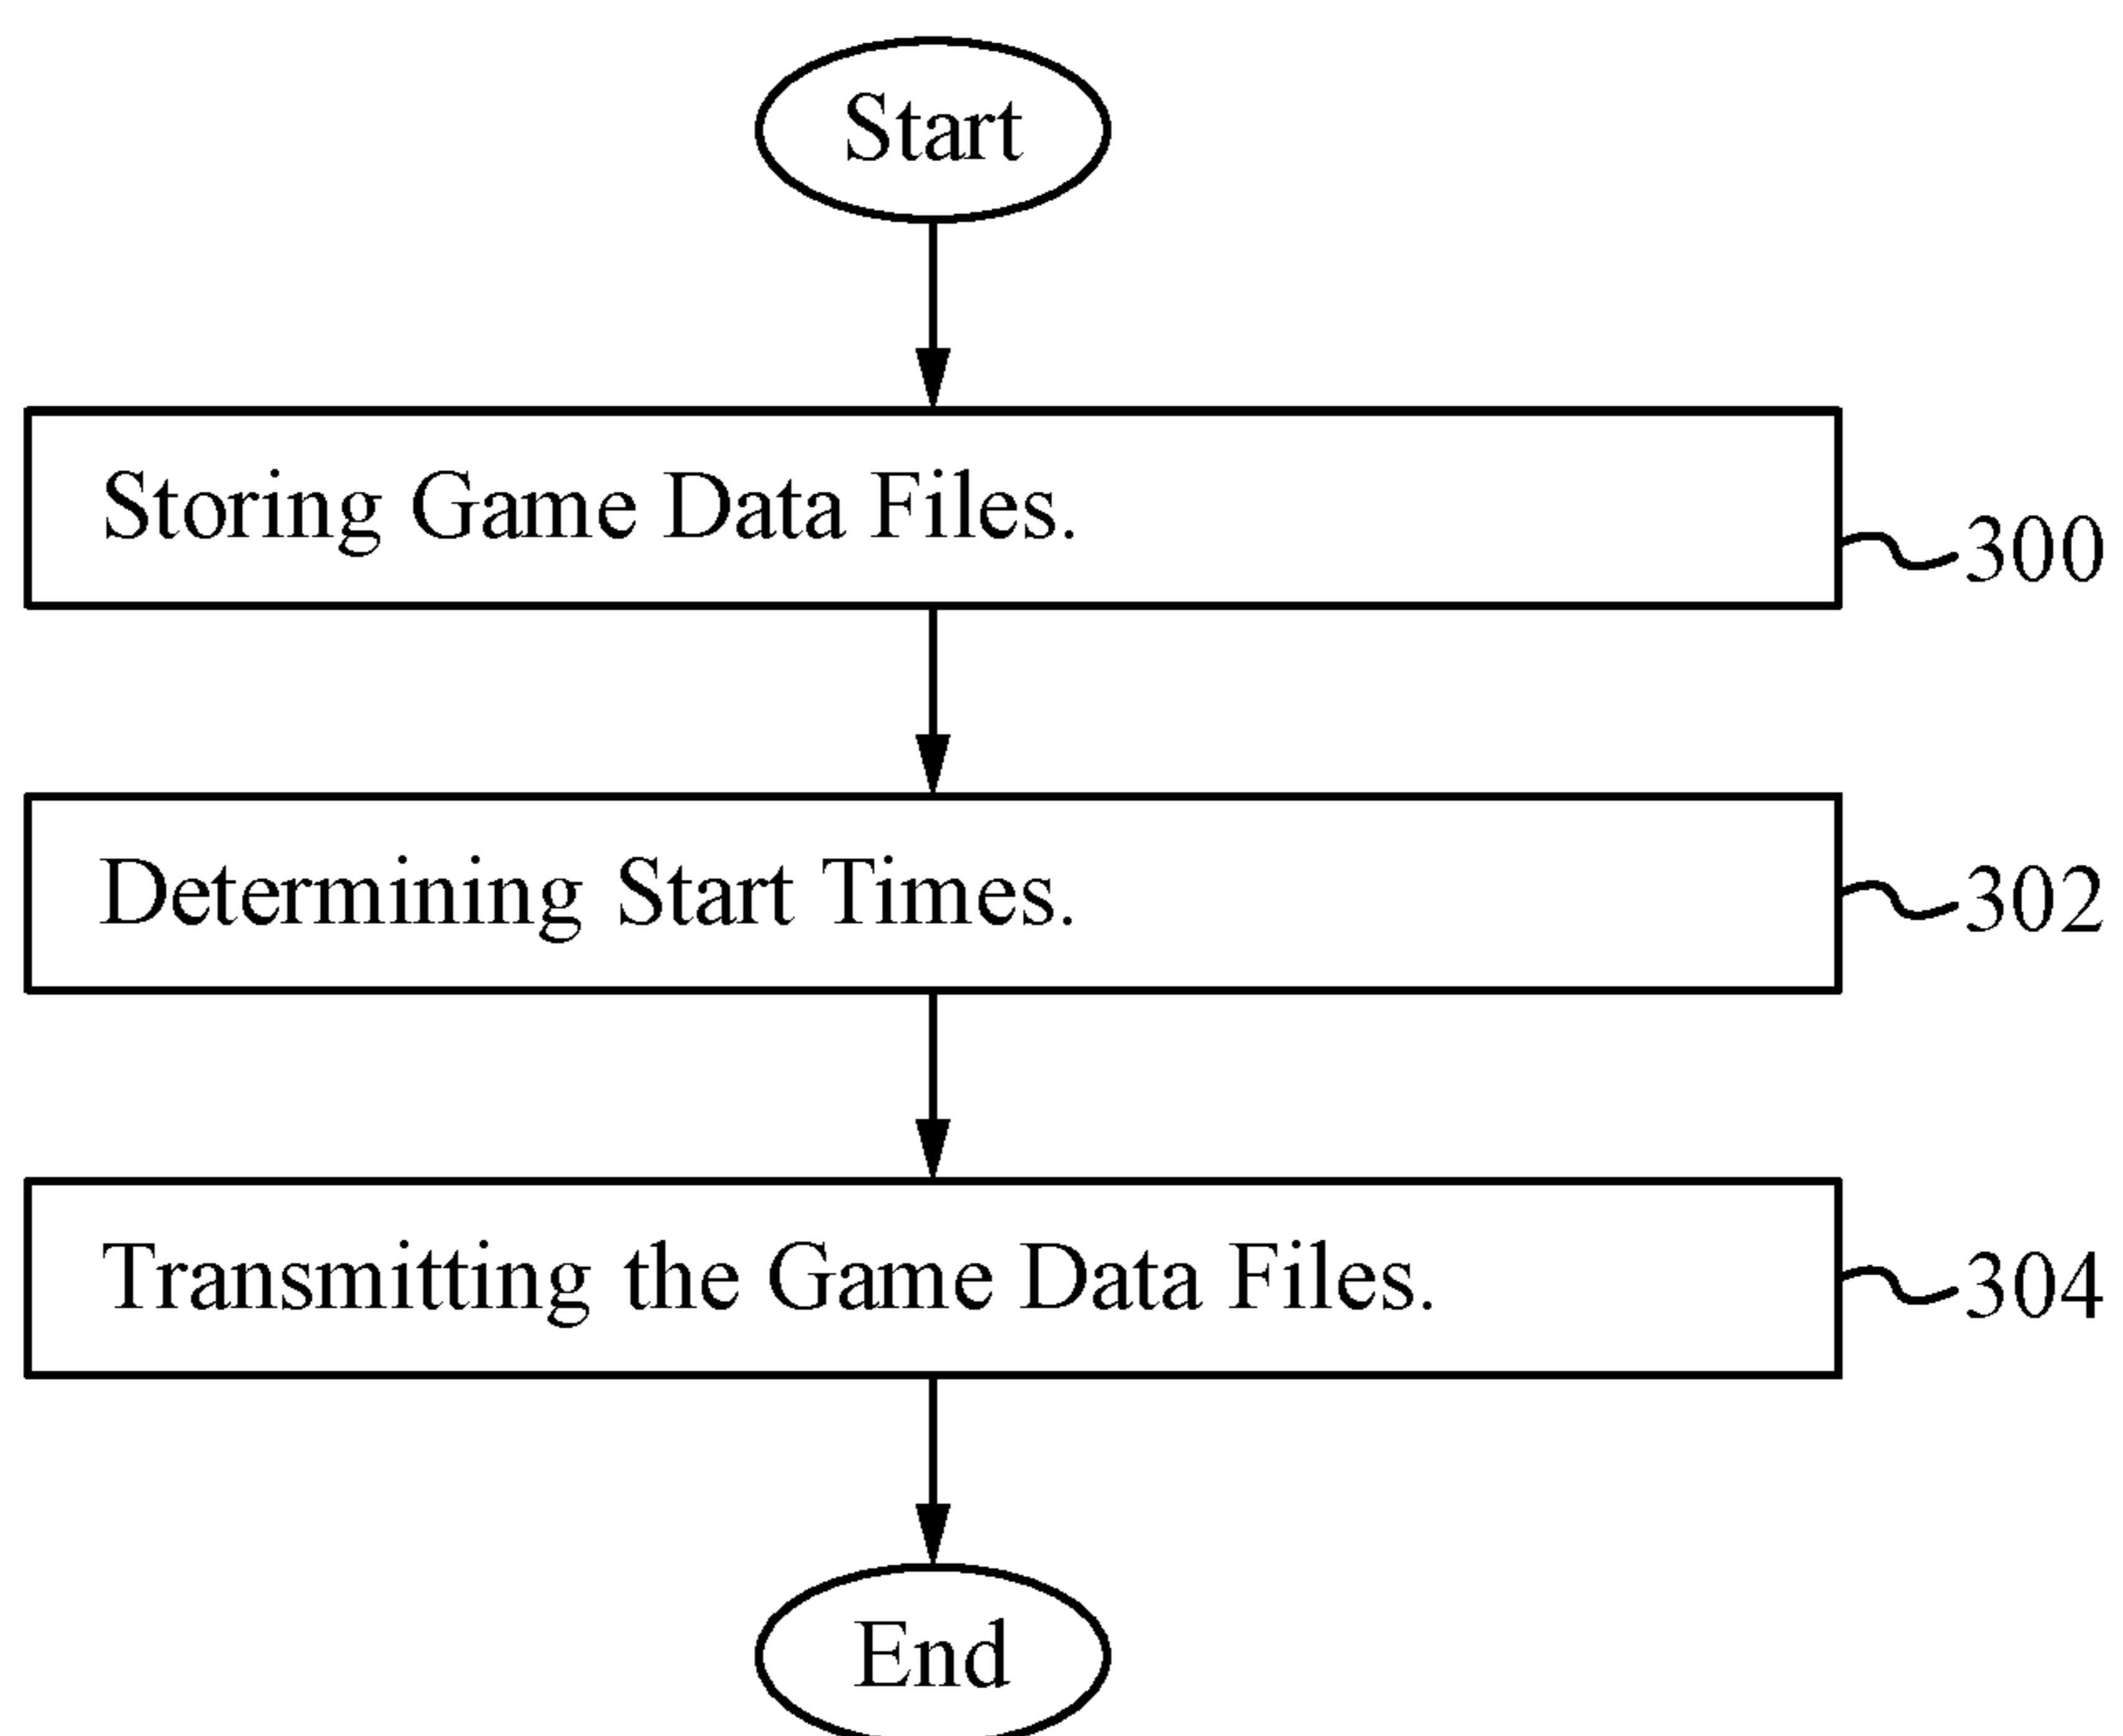 Start
Storing Game Data Files.
300
Determining Start Times.
302
Transmitting the Game Data Files.
304
End